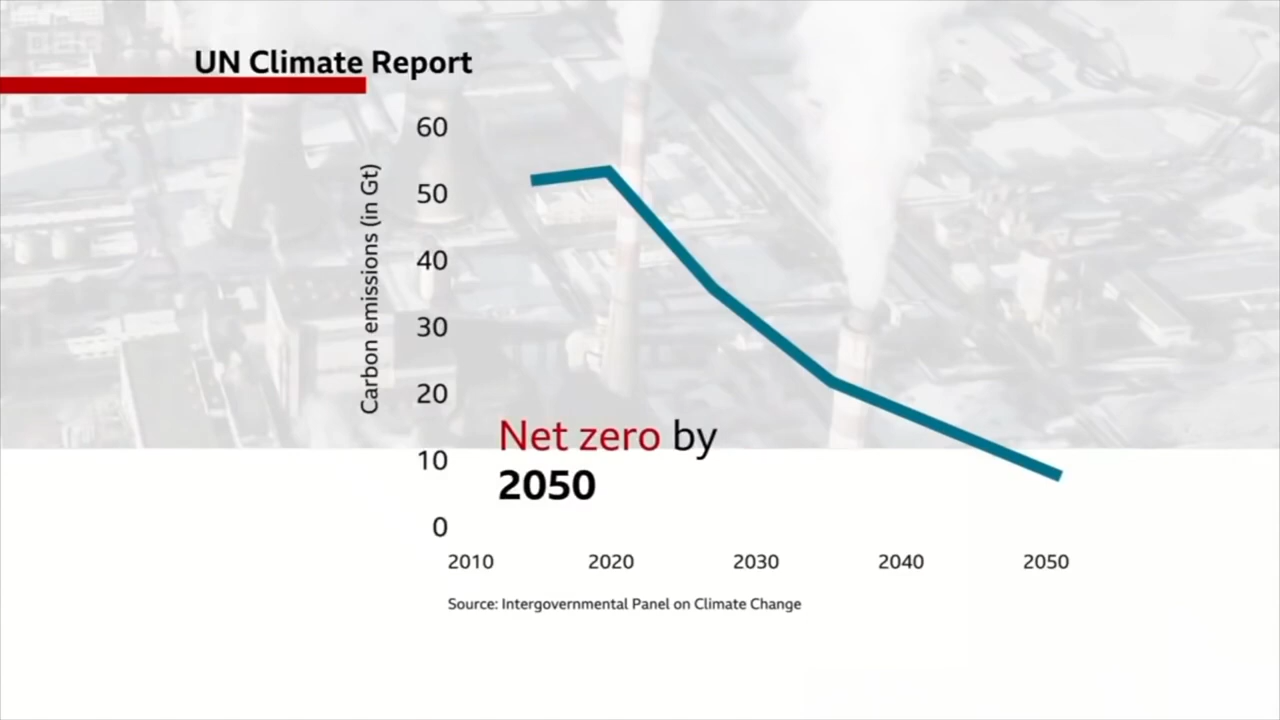 UN Climate Report
Carbon emissions (in Gt)
60
50
40
30
20
10
0
Net zero by
2050
2010 2020 2030 2040 2050
Source: Intergovernmental Panel on Climate Change